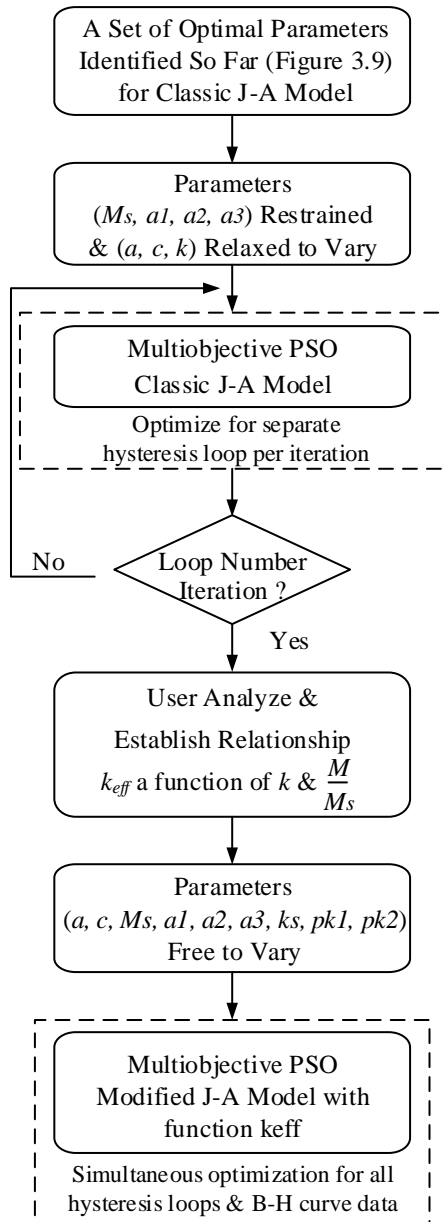 A Set of Optimal Parameters
Identified So Far (Figure 3.9)
for Classic J-A Model
Parameters
(Ms, a1, a2, a3) Restrained
& (a, c, k) Relaxed to Vary
Multiobjective PSO
Classic J-A Model
Optimize for separate
hysteresis loop per iteration
No
Loop Number
Iteration ?
Yes
User Analyze &
Establish Relationship
keff a function of k & M/Ms
Parameters
(a, c, Ms, a1, a2, a3, ks, pk1, pk2)
Free to Vary
Multiobjective PSO
Modified J-A Model with
function keff
Simultaneous optimization for all
hysteresis loops & B-H curve data